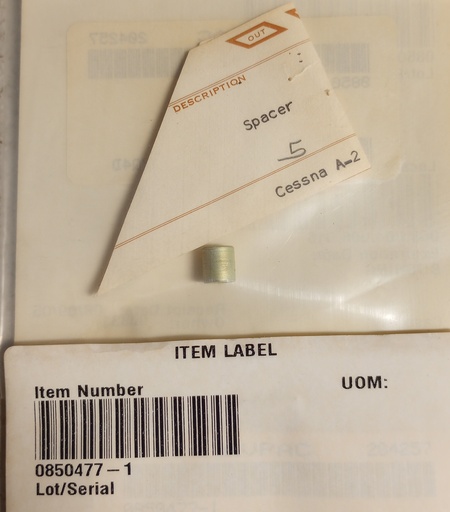 OUT
DESCRIPTION
Spacer
5
Cessna A-2
ITEM LABEL
Item Number
UOM:
0850477-1
Lot/Serial